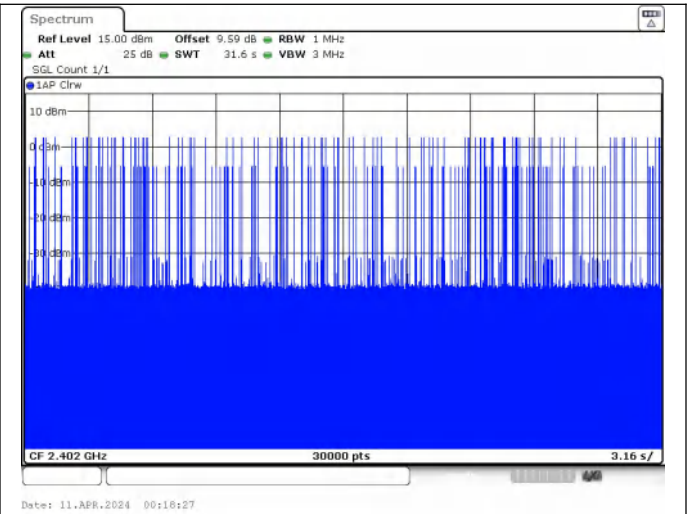 Spectrum
Ref Level 15.00 dBm Offset 9.59 dB RBW 1 MHz
Att 25 dB SWT 31.6 s VBW 3 MHz
SGL Count 1/1
1AP Clrw
10 dBm
0 dBm
-10 dBm
-20 dBm
-30 dBm
CF 2.402 GHz 30000 pts 3.16 s/
Date: 11.APR.2024 00:18:27